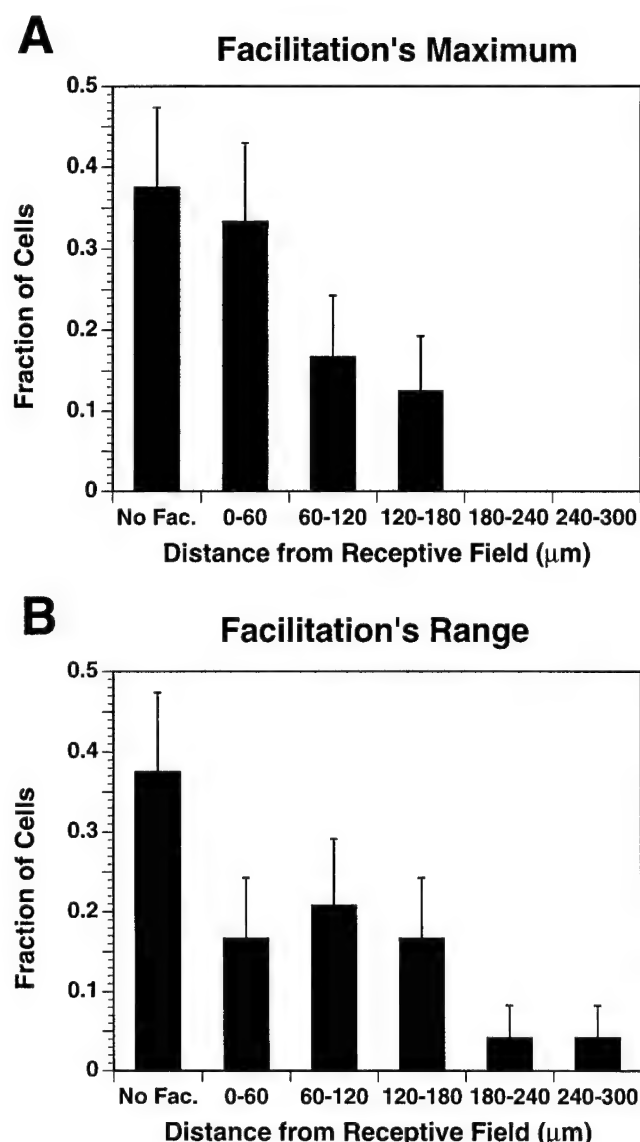 A
Facilitation's Maximum
0.5
0.4
0.3
0.2
0.1
0
Fraction of Cells
No Fac. 0-60 60-120 120-180 180-240 240-300
Distance from Receptive Field (μm)
B
Facilitation's Range
0.5
0.4
0.3
0.2
0.1
0
Fraction of Cells
No Fac. 0-60 60-120 120-180 180-240 240-300
Distance from Receptive Field (μm)